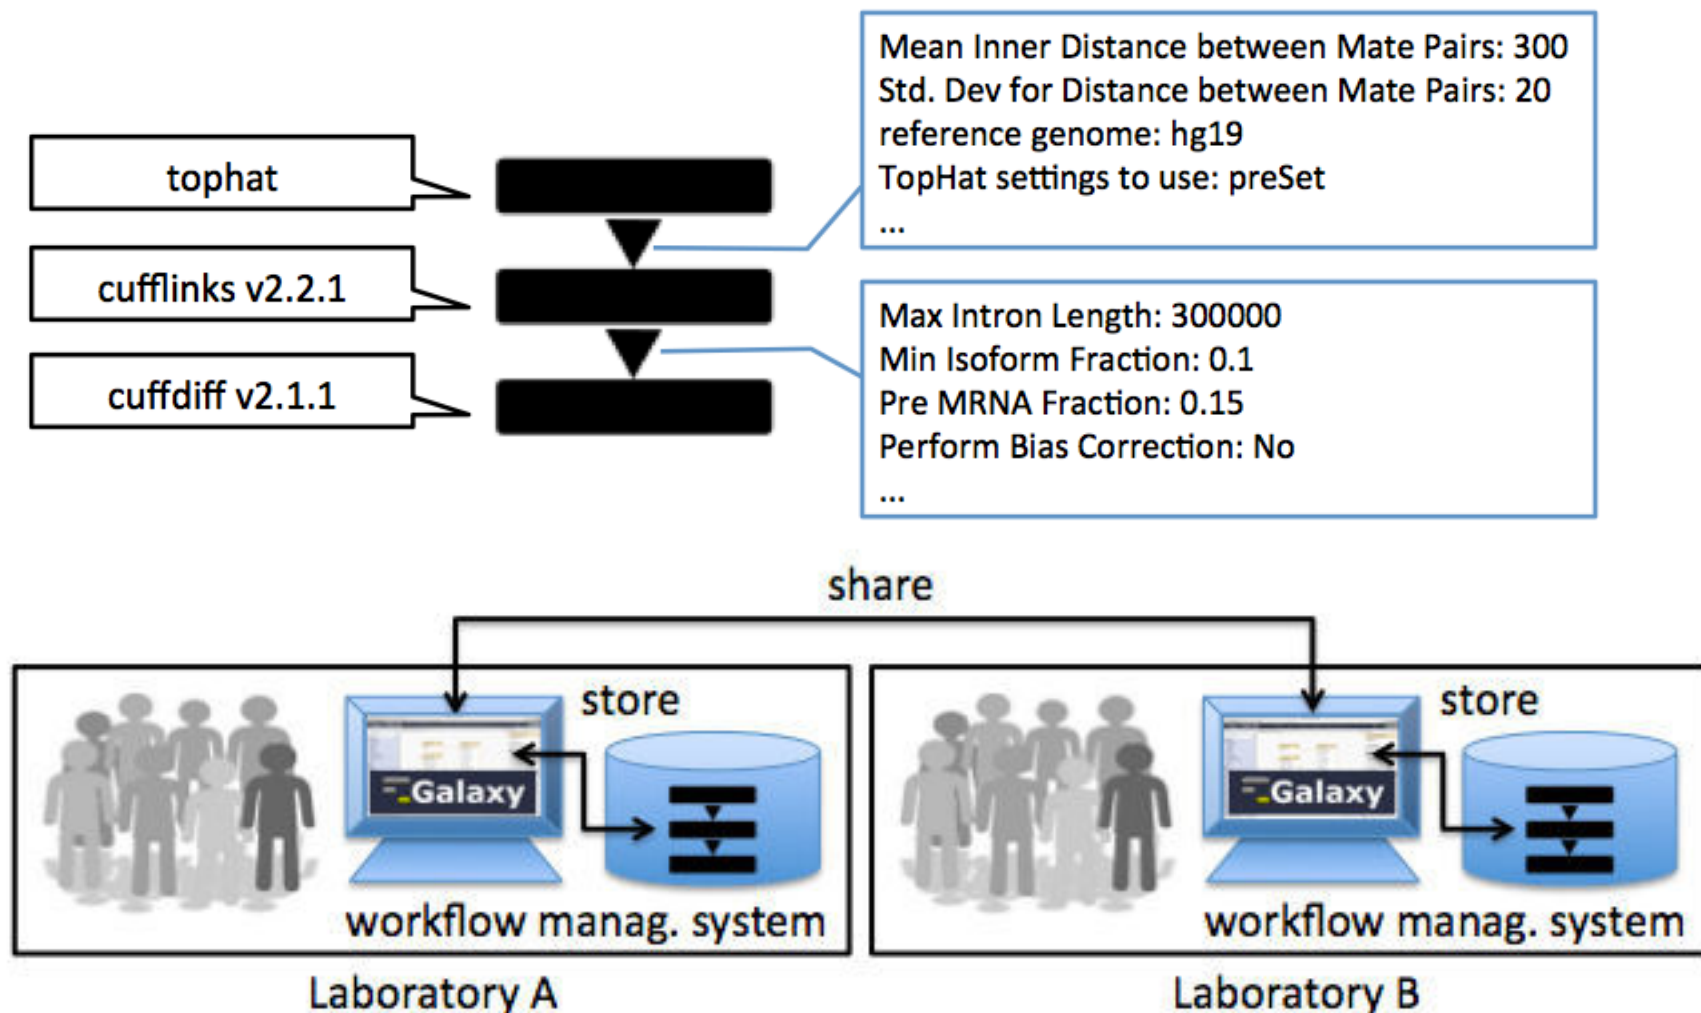 Mean Inner Distance between Mate Pairs: 300
Std. Dev for Distance between Mate Pairs: 20
reference genome: hg19
TopHat settings to use: preSet
...
tophat
cufflinks v2.2.1
cuffdiff v2.1.1
Max Intron Length: 300000
Min Isoform Fraction: 0.1
Pre MRNA Fraction: 0.15
Perform Bias Correction: No
...
share
store
Galaxy
workflow manag. system
Laboratory A
store
Galaxy
workflow manag. system
Laboratory B